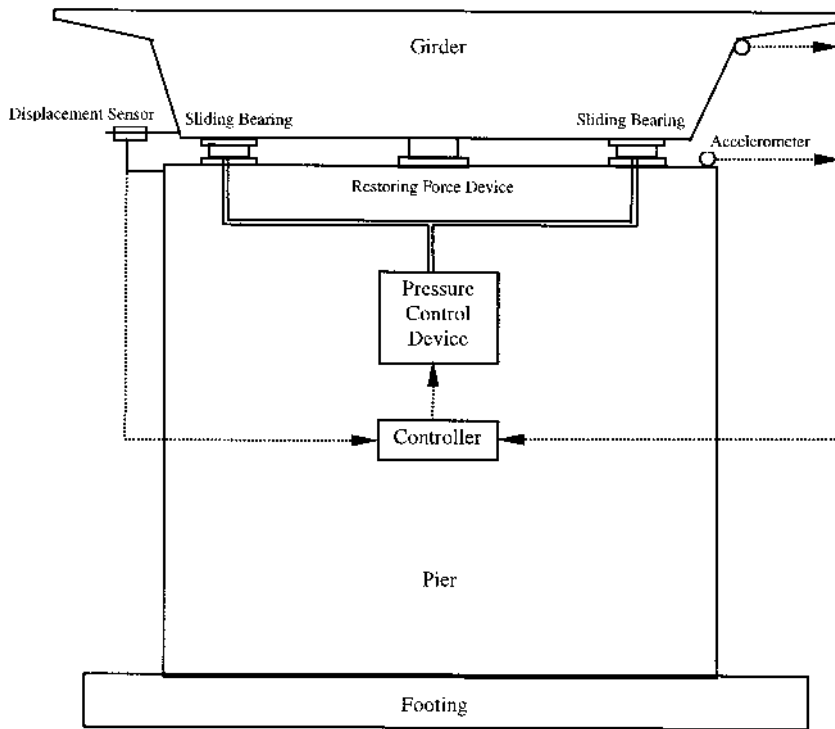 Girder
Displacement Sensor
Sliding Bearing
Sliding Bearing
Accelerometer
Restoring Force Device
Pressure
Control
Device
Controller
Pier
Footing